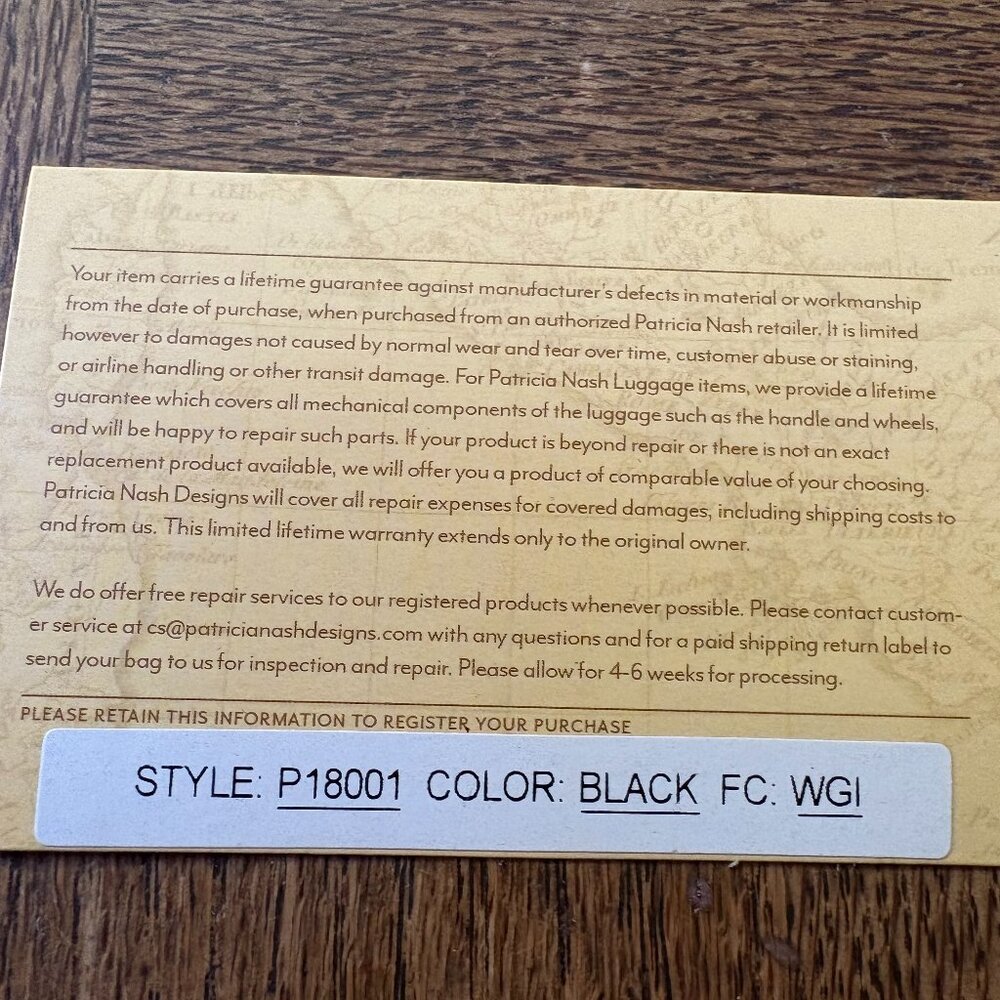 Your item carries a lifetime guarantee against manufacturer's defects in material or workmanship
from the date of purchase, when purchased from an authorized Patricia Nash retailer. It is limited
however to damages not caused by normal wear and tear over time, customer abuse or staining,
or airline handling or other transit damage. For Patricia Nash Luggage items, we provide a lifetime
guarantee which covers all mechanical components of the luggage such as the handle and wheels,
and will be happy to repair such parts. If your product is beyond repair or there is not an exact
replacement product available, we will offer you a product of comparable value of your choosing.
Patricia Nash Designs will cover all repair expenses for covered damages, including shipping costs to
and from us. This limited lifetime warranty extends only to the original owner.
We do offer free repair services to our registered products whenever possible. Please contact custom-
er service at cs@patricianashdesigns.com with any questions and for a paid shipping return label to
send your bag to us for inspection and repair. Please allow for 4-6 weeks for processing.
PLEASE RETAIN THIS INFORMATION TO REGISTER YOUR PURCHASE
STYLE: P18001 COLOR: BLACK FC: WGI